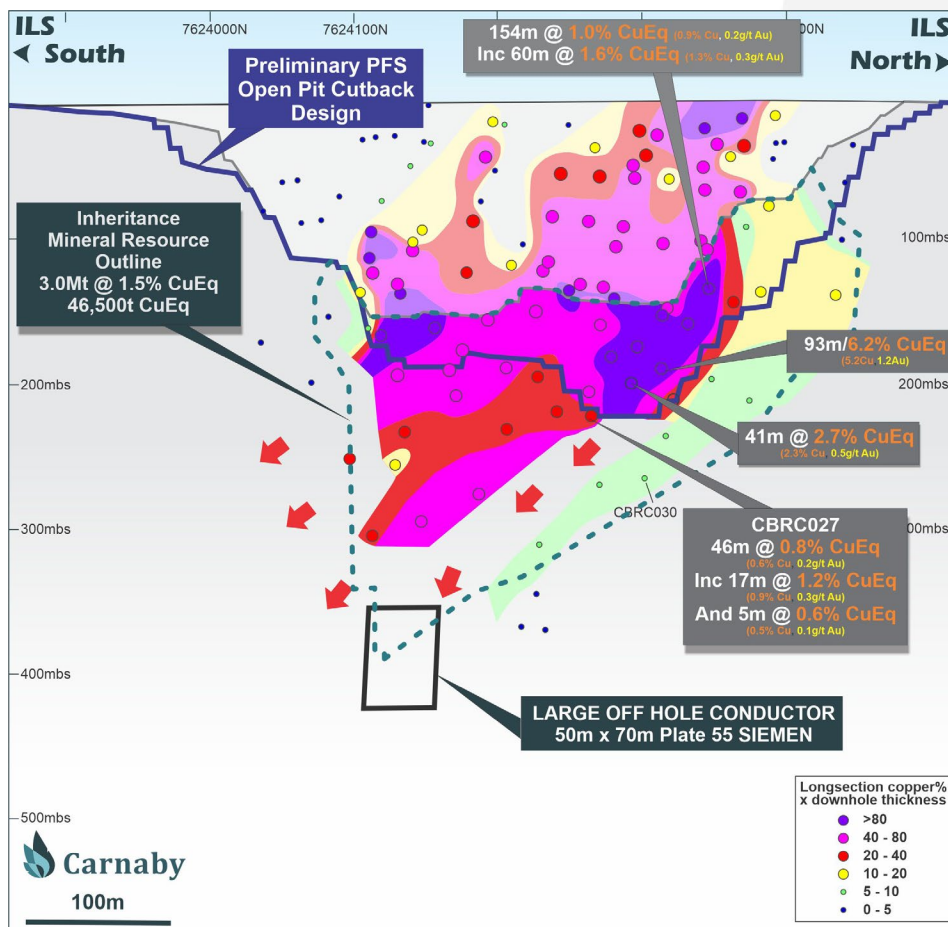 ILS
South
7624000N
7624100N
ILS
North
154m @ 1.0% CuEq (0.9% Cu, 0.2g/t Au)
Inc 60m @ 1.6% CuEq (1.3% Cu, 0.3g/t Au)
Preliminary PFS
Open Pit Cutback
Design
Inheritance
Mineral Resource
Outline
3.0Mt @ 1.5% CuEq
46,500t CuEq
100mbs
93m/6.2% CuEq
(5.2Cu 1.2Au)
200mbs
200mbs
41m @ 2.7% CuEq
(2.3% Cu, 0.5g/t Au)
CBRC030
300mbs
CBRC027
46m @ 0.8% CuEq
(0.6% Cu, 0.2g/t Au)
Inc 17m @ 1.2% CuEq
(0.9% Cu, 0.3g/t Au)
And 5m @ 0.6% CuEq
(0.5% Cu, 0.1g/t Au)
400mbs
LARGE OFF HOLE CONDUCTOR
50m x 70m Plate 55 SIEMEN
500mbs
Longsection copper%
x downhole thickness
>80
40 - 80
20 - 40
10 - 20
5 - 10
0 - 5
Carnaby
100m